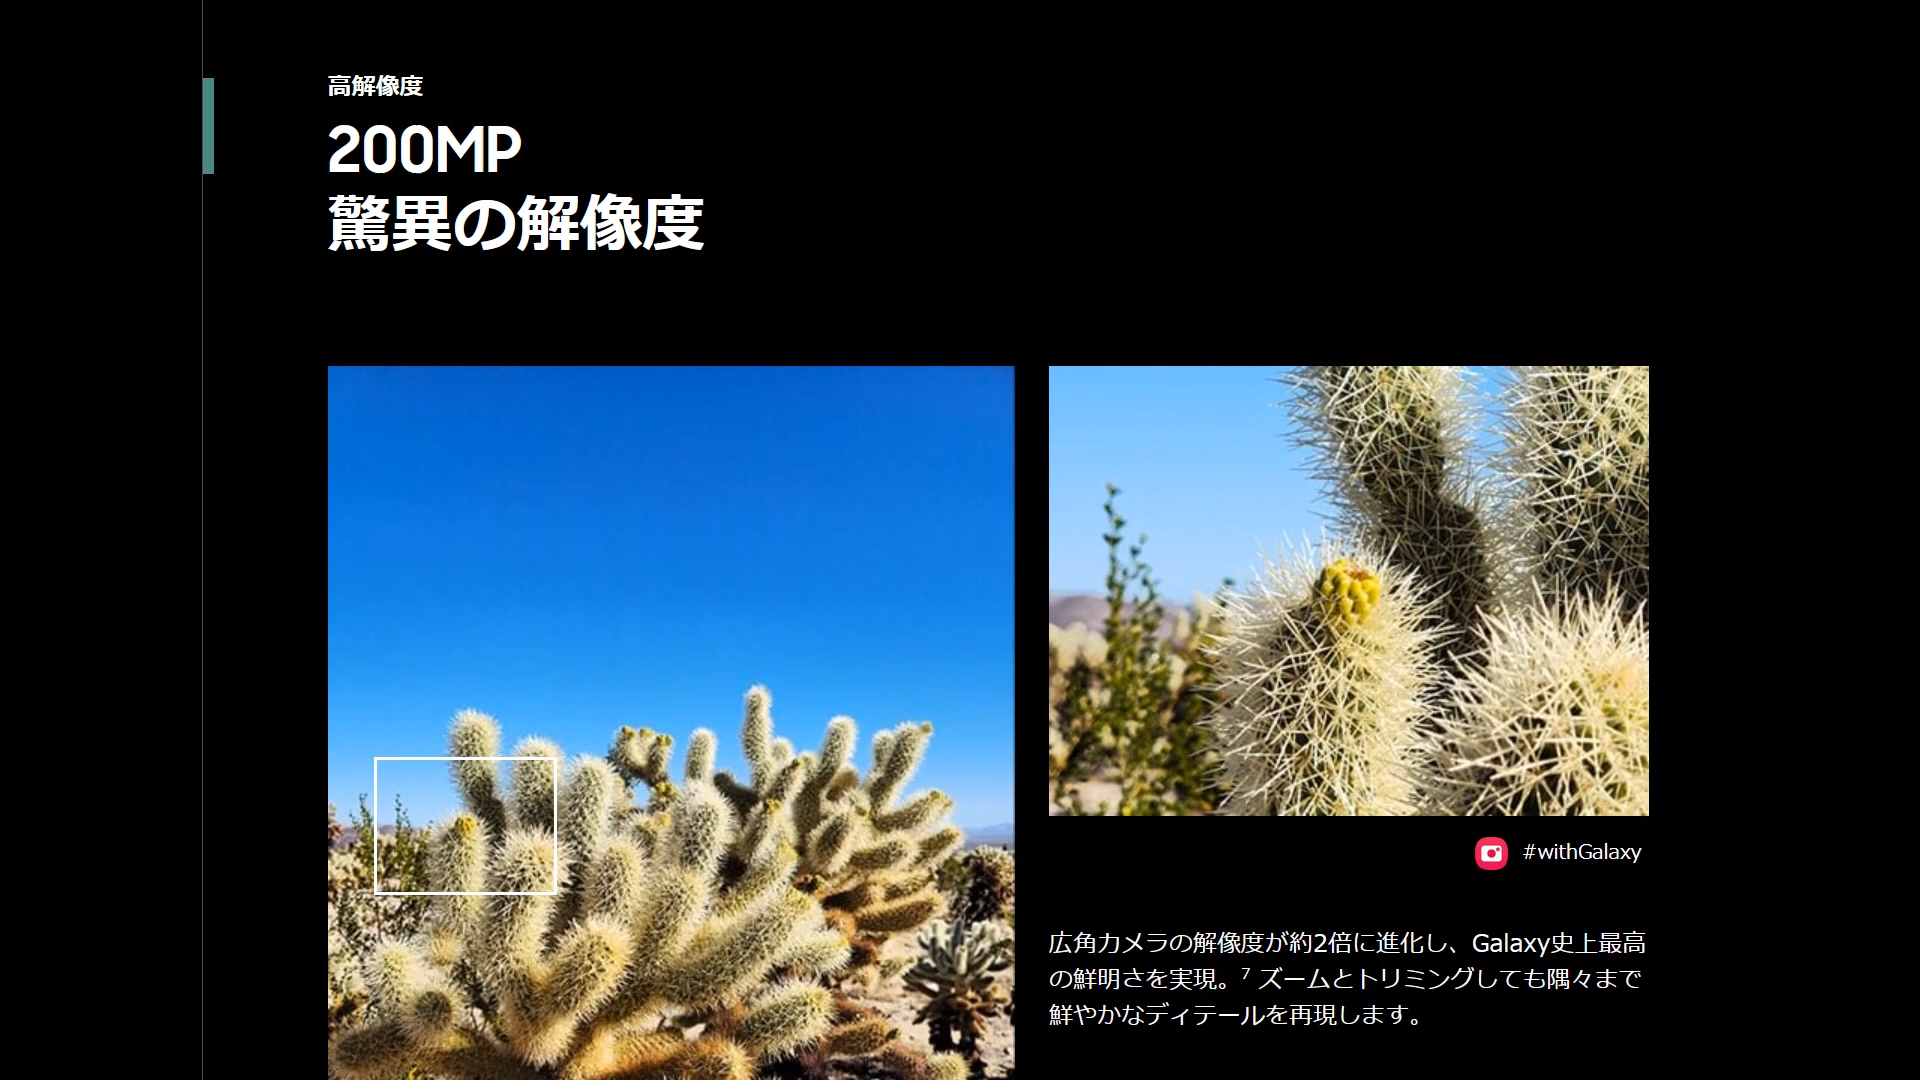 高解像度
200MP
驚異の解像度
#withGalaxy
広角カメラの解像度が約2倍に進化し、Galaxy史上最高
の鮮明さを実現。⁷ ズームとトリミングしても隅々まで
鮮やかなディテールを再現します。